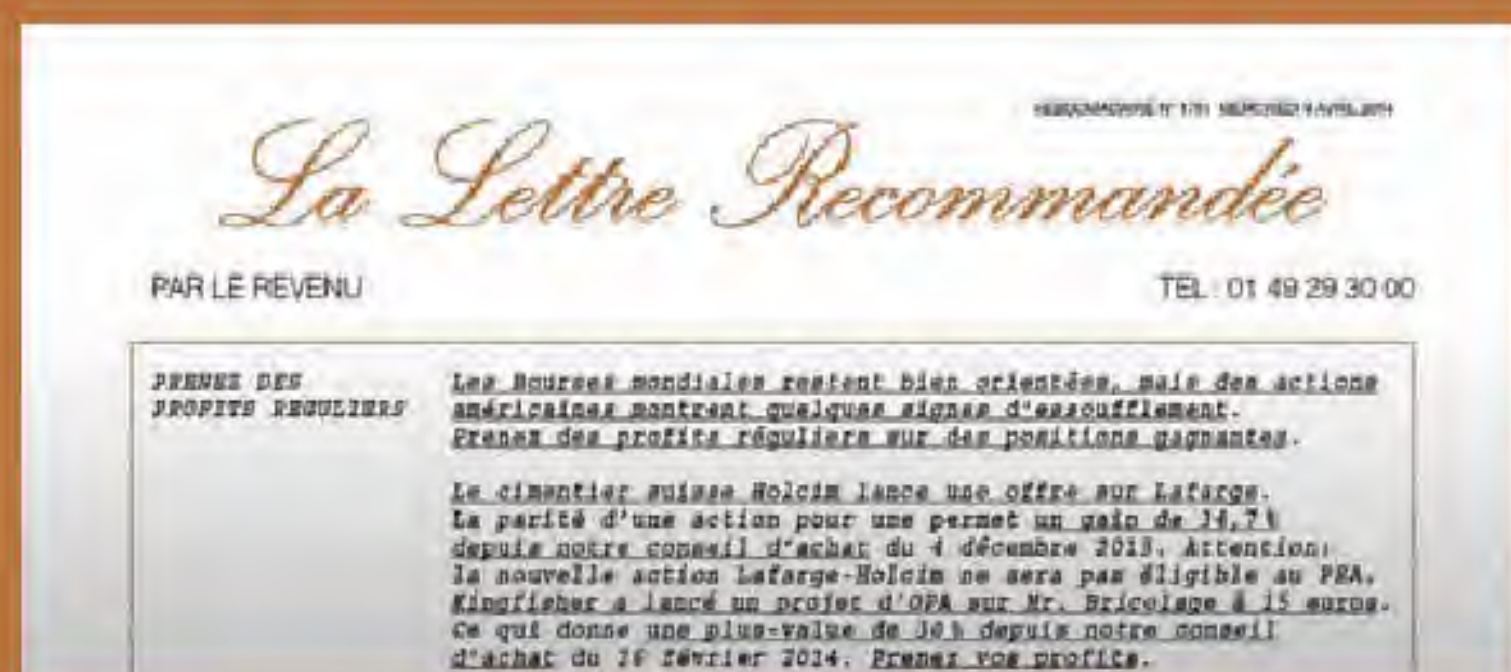 MERCREDI 9 AVRIL 2014
La Lettre Recommandée
PAR LE REVENU
TEL : 01 49 29 30 00
PRENEZ DES
PROFITS REGULIERS
Les Bourses mondiales restent bien orientées, mais des actions
américaines montrent quelques signes d'essoufflement.
Prenez des profits réguliers sur des positions gagnantes.
Le cimentier suisse Holcim lance une offre sur Lafarge.
La parité d'une action pour une permet un gain de
depuis notre conseil d'achat du 4 décembre 2013. Attention:
la nouvelle action Lafarge-Holcim ne sera pas éligible au PEA.
Kingfisher a lancé un projet d'OPA sur Mr. Bricolage à 15 euros.
Ce qui donne une plus-value de depuis notre conseil
d'achat du février 2014. Prenez vos profits.